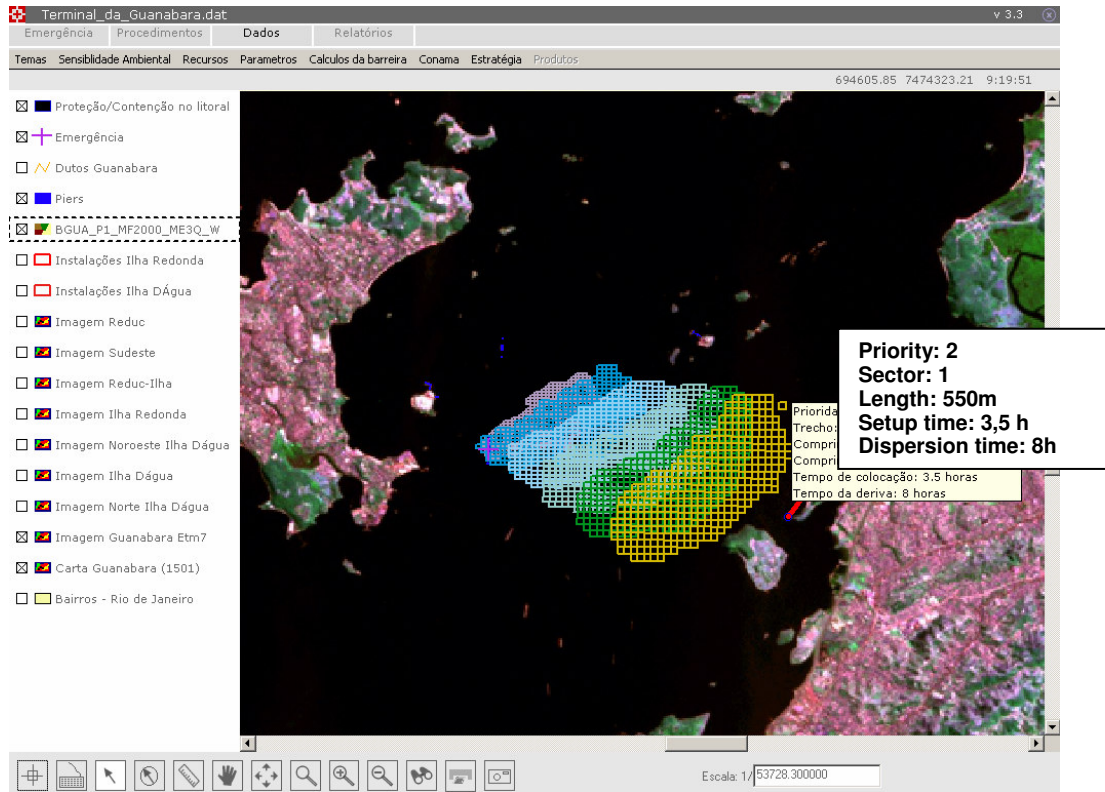 Terminal_da_Guanabara.dat
v 3.3
Emergência Procedimentos Dados Relatórios
Temas Sensiblidade Ambiental Recursos Parametros Calculos da barreira Conama Estratégia Produtos
694605.85 7474323.21 9:19:51
Proteção/Contenção no litoral
Emergência
Dutos Guanabara
Piers
BGUA_P1_MF2000_ME3Q_W
Instalações Ilha Redonda
Instalações Ilha DÁgua
Imagem Reduc
Imagem Sudeste
Imagem Reduc-Ilha
Imagem Ilha Redonda
Imagem Noroeste Ilha Dágua
Imagem Ilha Dágua
Imagem Norte Ilha Dágua
Imagem Guanabara Etm7
Carta Guanabara (1501)
Bairros - Rio de Janeiro
Priority: 2
Sector: 1
Length: 550m
Setup time: 3,5 h
Dispersion time: 8h
Priorida
Trecho:
Compri
Compri
Tempo de colocação: 3.5 horas
Tempo da deriva: 8 horas
Escala: 1/ 53728.300000